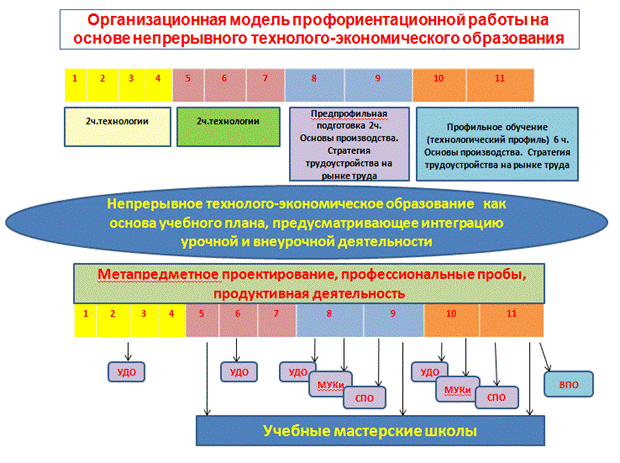 Организационная модель профориентационной работы на
основе непрерывного технолого-экономического образования
1 2 3 4 5 6 7 8 9 10 11
2ч.технологии
2ч.технологии
Предпрофильная
подготовка 2ч.
Основы производства.
Стратегия
трудоустройства на
рынке труда
Профильное обучение
(технологический профиль) 6 ч.
Основы производства. Стратегия
трудоустройства на рынке труда
Непрерывное технолого-экономическое образование как
основа учебного плана, предусматривающее интеграцию
урочной и внеурочной деятельности
Метапредметное проектирование, профессиональные пробы,
продуктивная деятельность
1 2 3 4 5 6 7 8 9 10 11
УДО
УДО
УДО
МУКи
СПО
УДО
МУКи
СПО
ВПО
Учебные мастерские школы